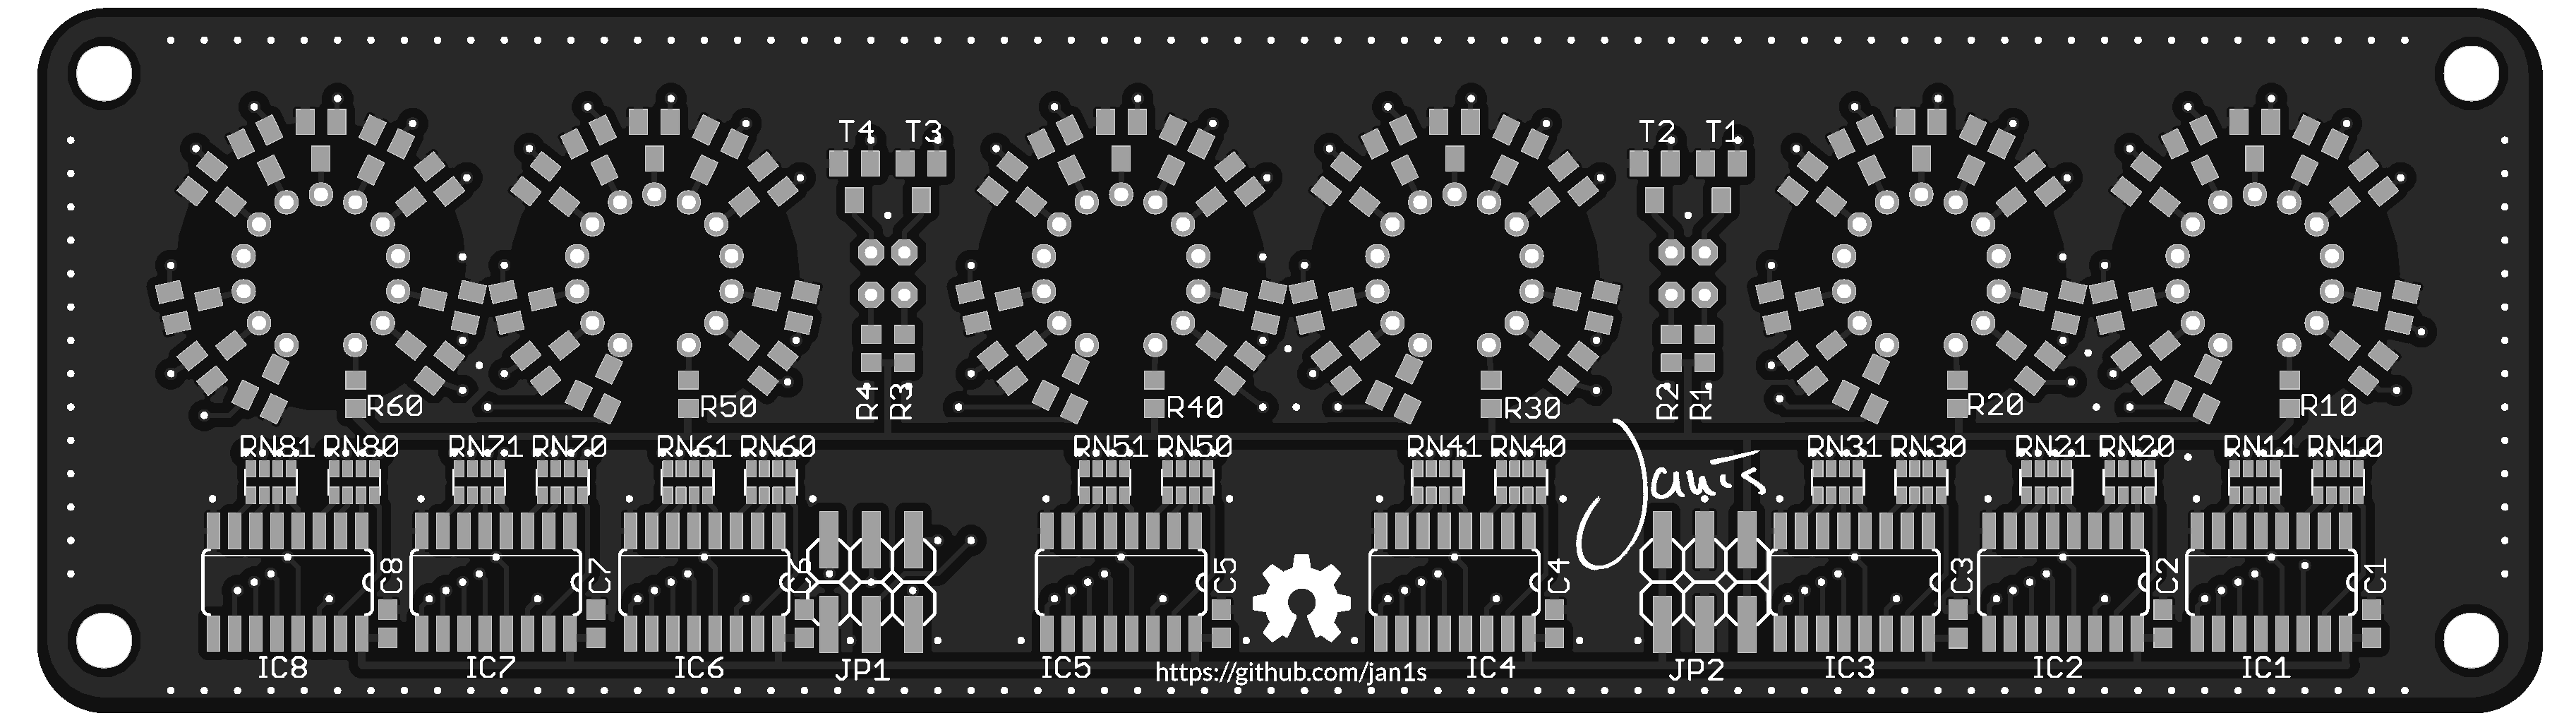 T4 T3 T2 T1
R4 R3 R2 R1
R60 R50 R40 R30 R20 R10
RN81 RN80 RN71 RN70 RN61 RN60 RN51 RN50 RN41 RN40 RN31 RN30 RN21 RN20 RN11 RN10
Janis
C8 C7 C6 C5 C4 C3 C2 C1
IC8 IC7 IC6 JP1 IC5 https://github.com/jan1s IC4 JP2 IC3 IC2 IC1